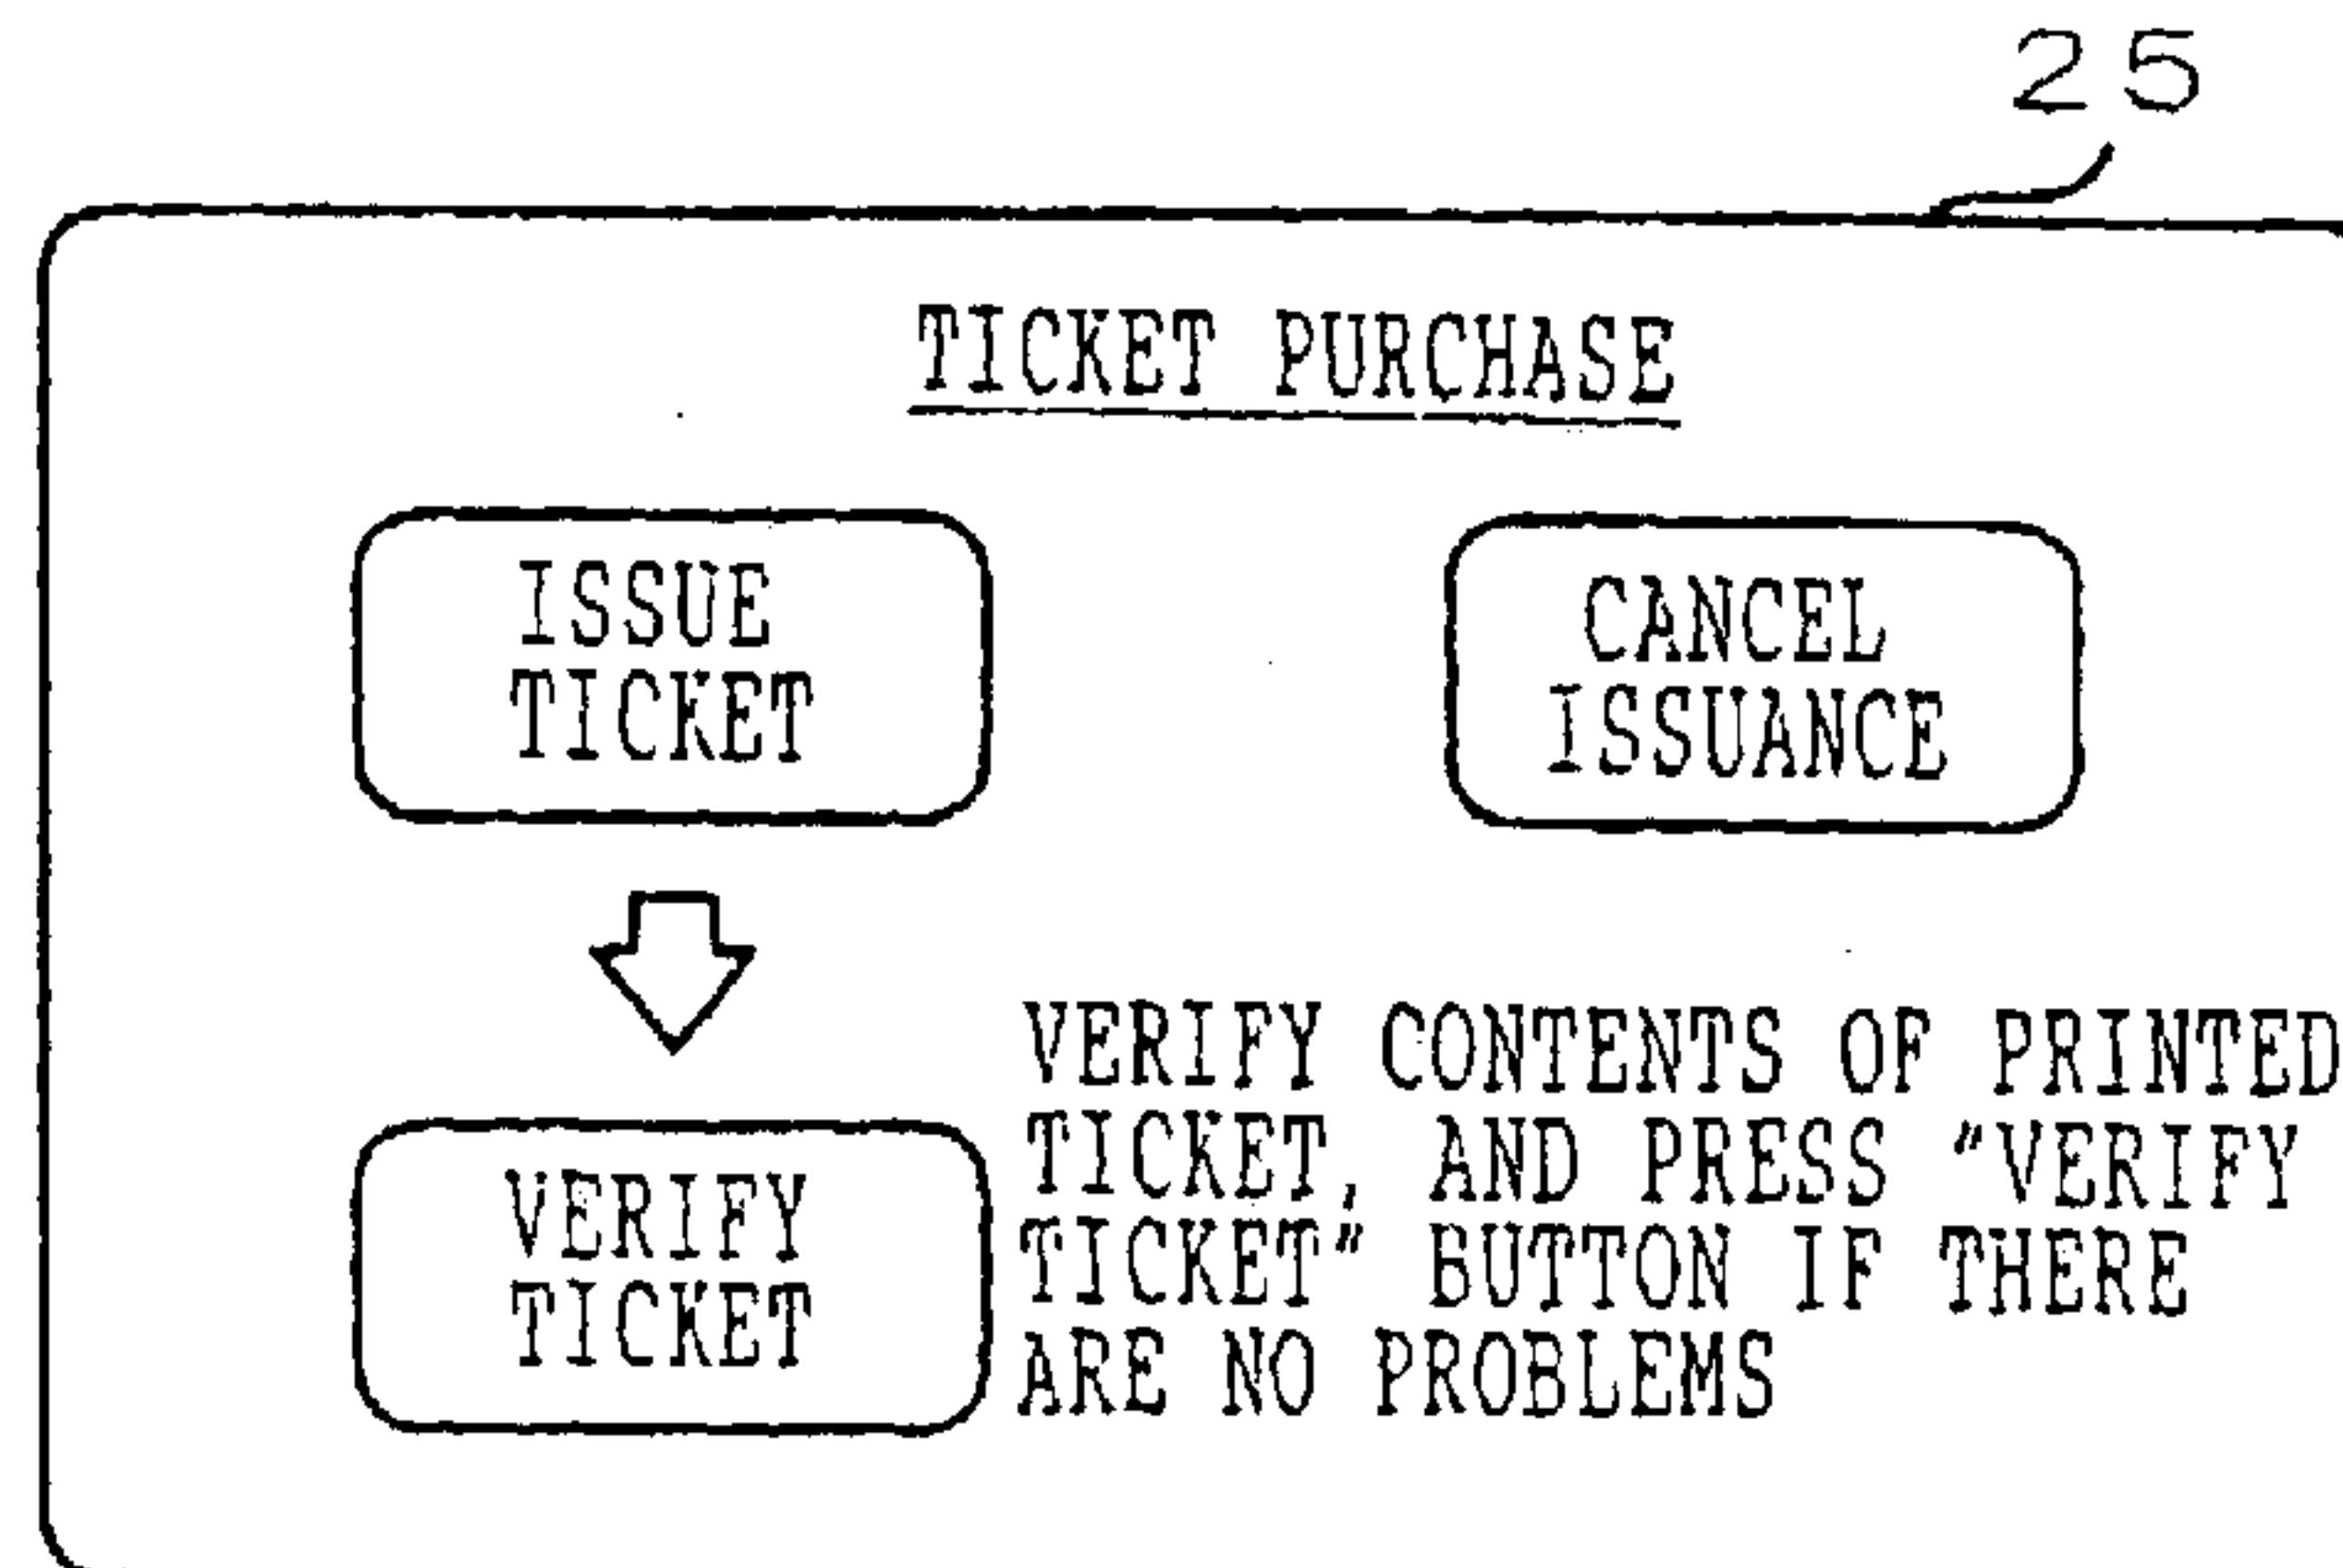 25
TICKET PURCHASE
ISSUE
TICKET
CANCEL
ISSUANCE
VERIFY
TICKET
VERIFY CONTENTS OF PRINTED
TICKET, AND PRESS "VERIFY
TICKET" BUTTON IF THERE
ARE NO PROBLEMS